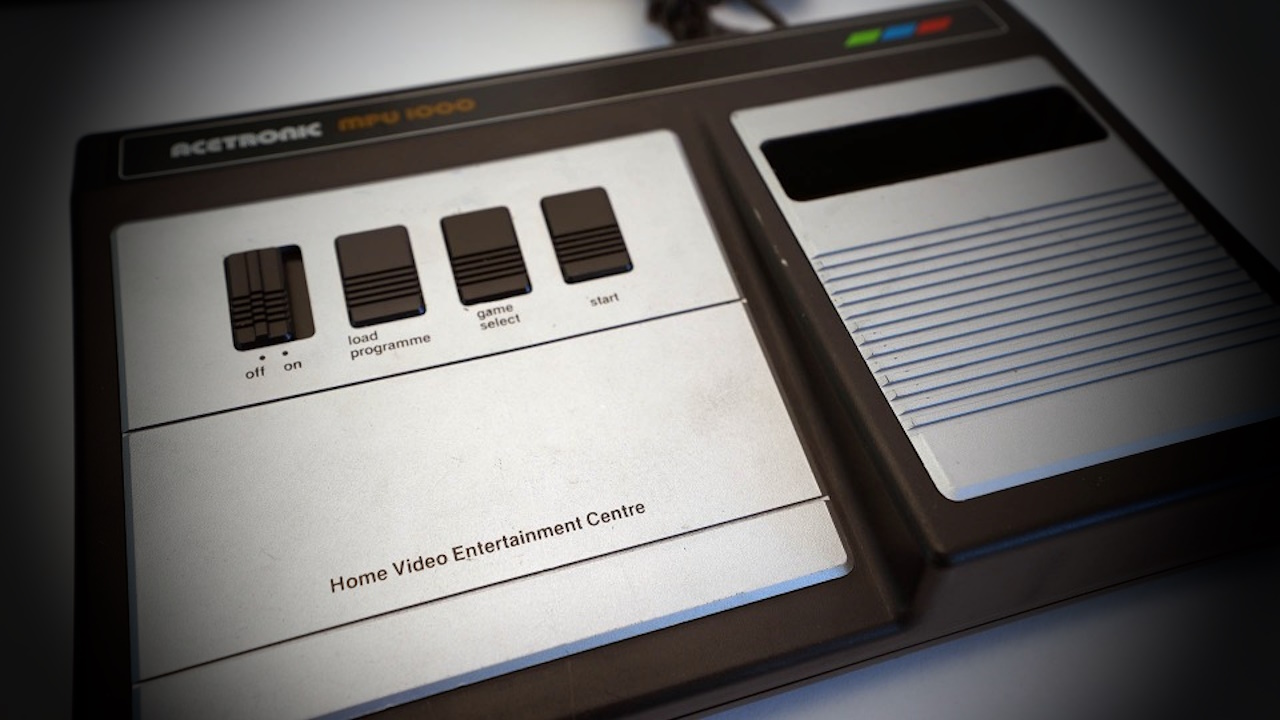 ACETRONIC MPU 1000
off on
load
programme
game
select
start
Home Video Entertainment Centre